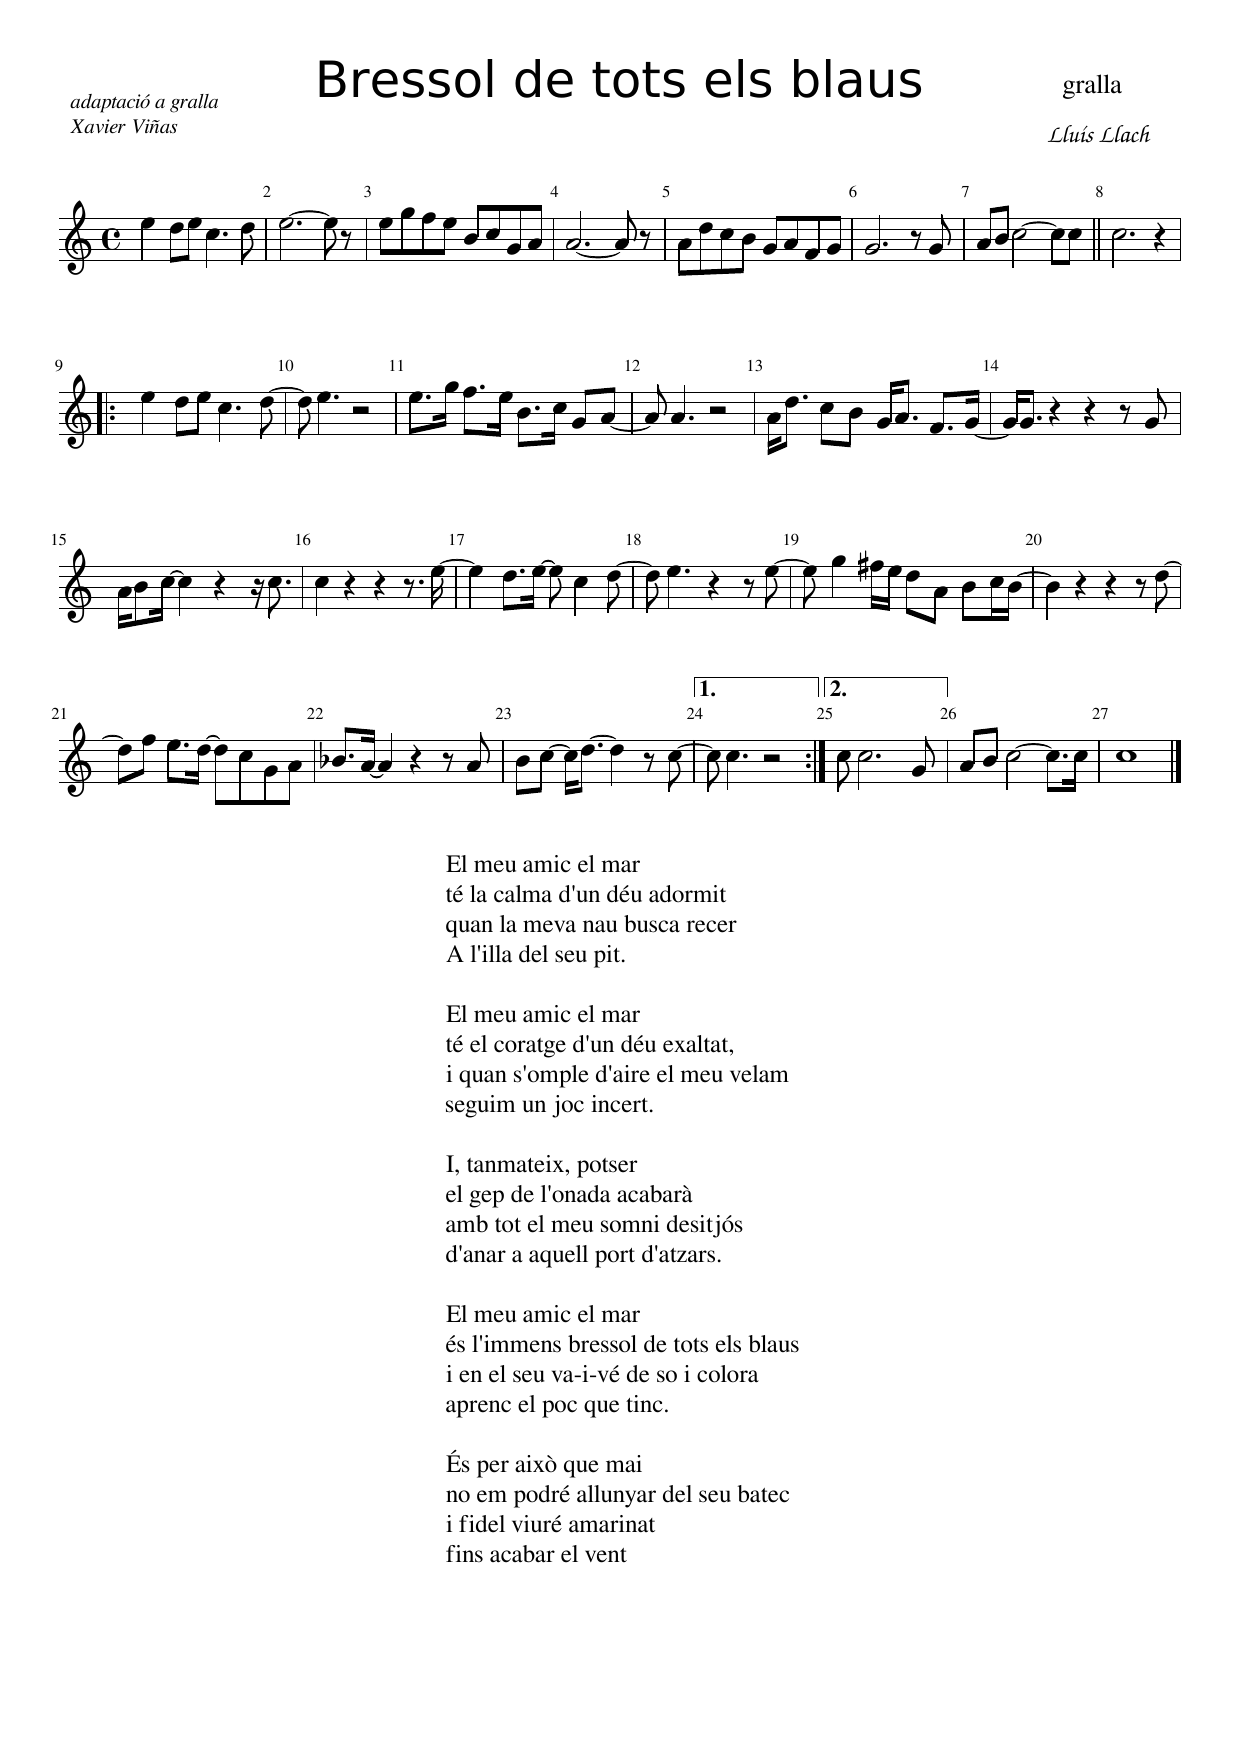 Bressol de tots els blaus
gralla
adaptació a gralla
Xavier Viñas
Lluís Llach
2 3 4 5 6 7 8
9 10 11 12 13 14
15 16 17 18 19 20
1. 2.
21 22 23 24 25 26 27
El meu amic el mar
té la calma d'un déu adormit
quan la meva nau busca recer
A l'illa del seu pit.
El meu amic el mar
té el coratge d'un déu exaltat,
i quan s'omple d'aire el meu velam
seguim un joc incert.
I, tanmateix, potser
el gep de l'onada acabarà
amb tot el meu somni desitjós
d'anar a aquell port d'atzars.
El meu amic el mar
és l'immens bressol de tots els blaus
i en el seu va-i-vé de so i colora
aprenc el poc que tinc.
És per això que mai
no em podré allunyar del seu batec
i fidel viuré amarinat
fins acabar el vent